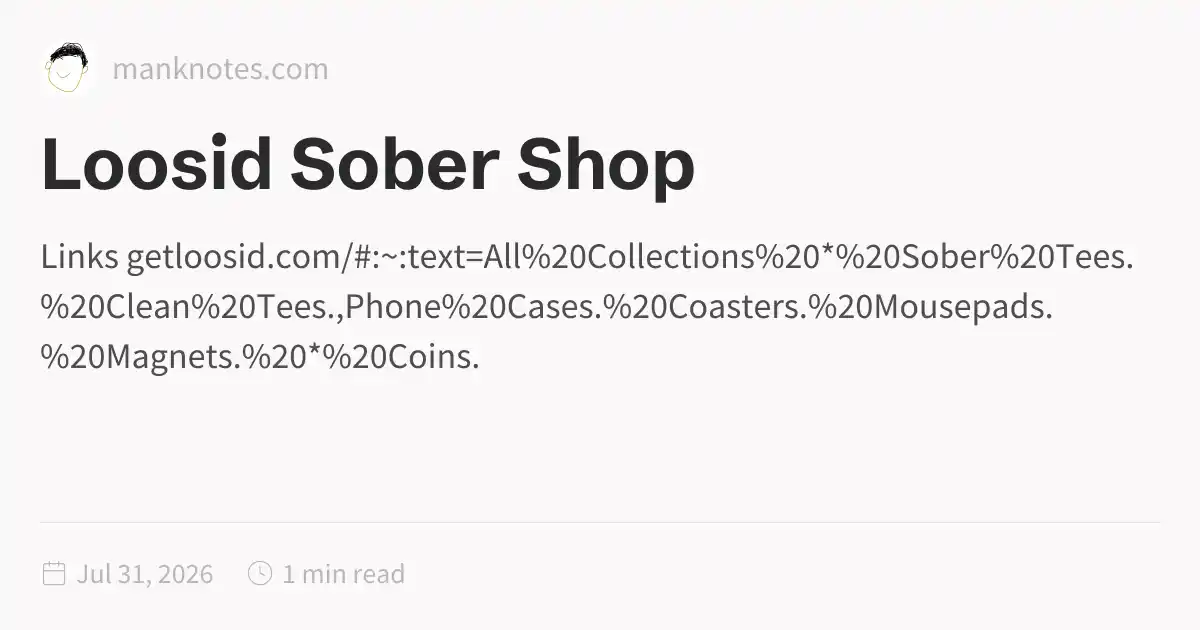 manknotes.com
Loosid Sober Shop
Links getloosid.com/#:~:text=All%20Collections%20*%20Sober%20Tees.
%20Clean%20Tees.,Phone%20Cases.%20Coasters.%20Mousepads.
%20Magnets.%20*%20Coins.
Jul 31, 2026 1 min read